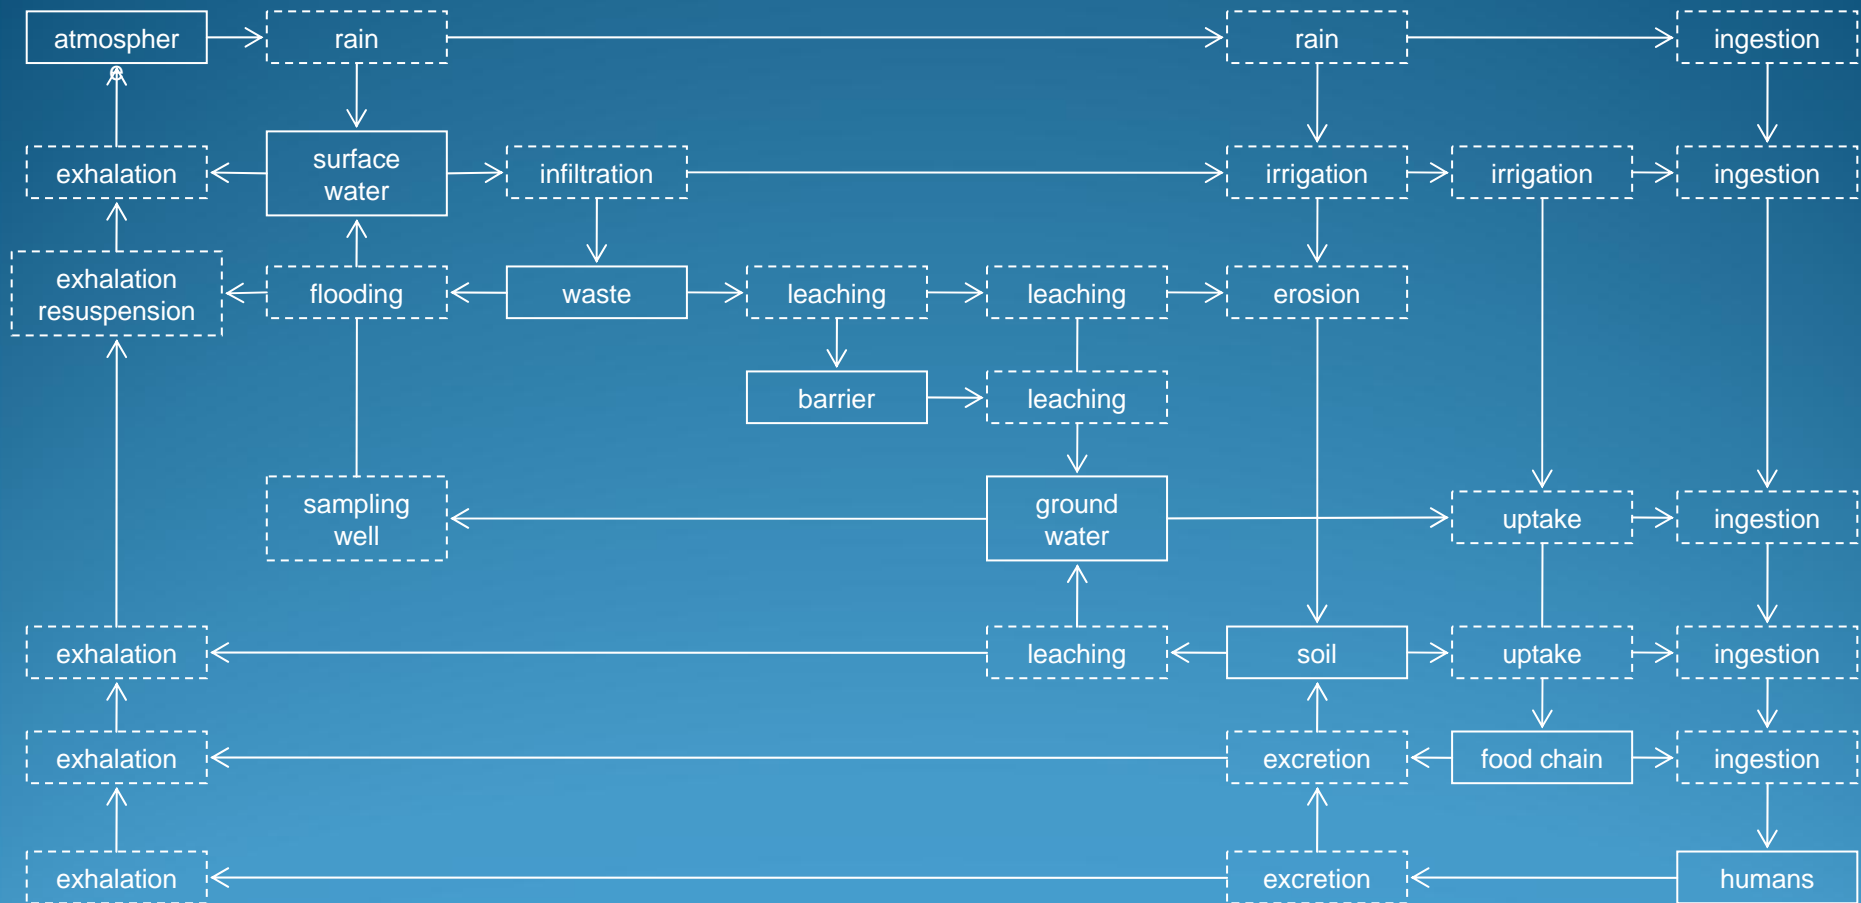 atmospher
rain
rain
ingestion
exhalation
surface
water
infiltration
irrigation
irrigation
ingestion
exhalation
resuspension
flooding
waste
leaching
leaching
erosion
barrier
leaching
sampling
well
ground
water
uptake
ingestion
exhalation
leaching
soil
uptake
ingestion
exhalation
excretion
food chain
ingestion
exhalation
excretion
humans